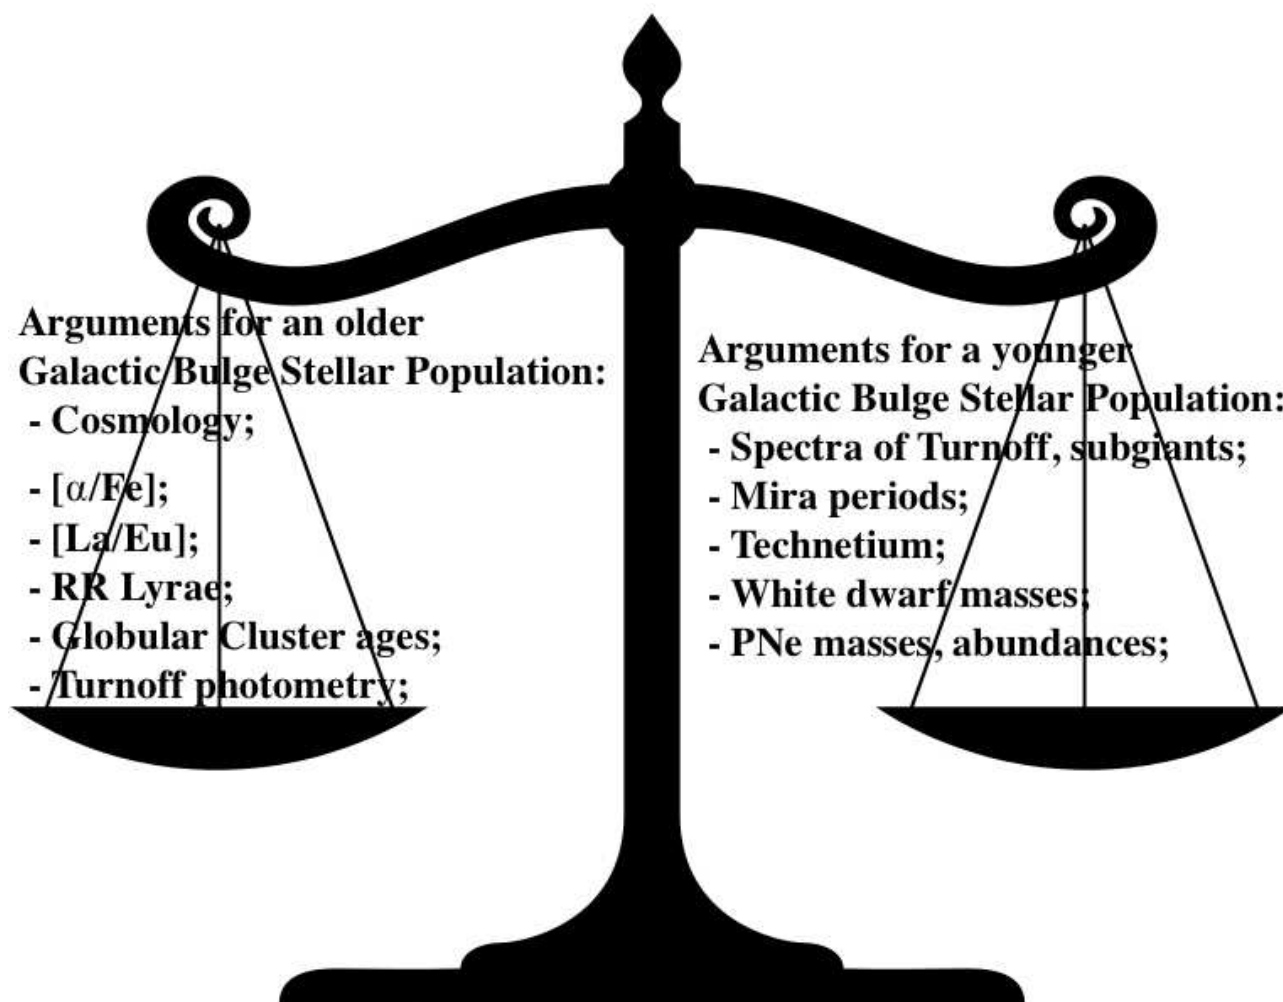 Arguments for an older
Galactic Bulge Stellar Population:
- Cosmology;
- [α/Fe];
- [La/Eu];
- RR Lyrae;
- Globular Cluster ages;
- Turnoff photometry;
Arguments for a younger
Galactic Bulge Stellar Population:
- Spectra of Turnoff, subgiants;
- Mira periods;
- Technetium;
- White dwarf masses;
- PNe masses, abundances;